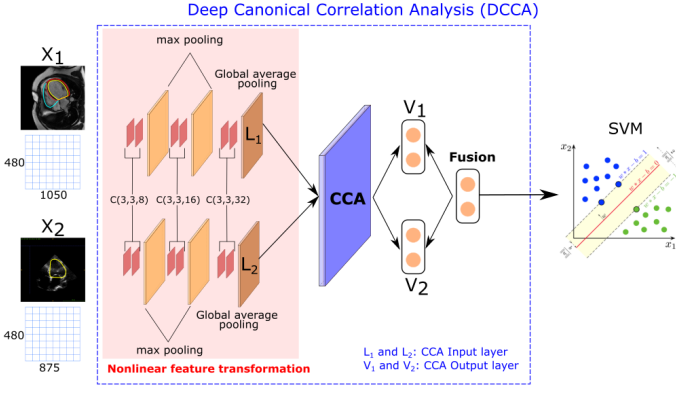 Deep Canonical Correlation Analysis (DCCA)
X1
480
1050
X2
480
875
max pooling
Global average
pooling
L1
C(3,3,8)
C(3,3,16)
C(3,3,32)
L2
Global average
pooling
max pooling
Nonlinear feature transformation
CCA
V1
V2
Fusion
L1 and L2: CCA Input layer
V1 and V2: CCA Output layer
SVM
x2
w * x - b = 1
w * x - b = 0
x1